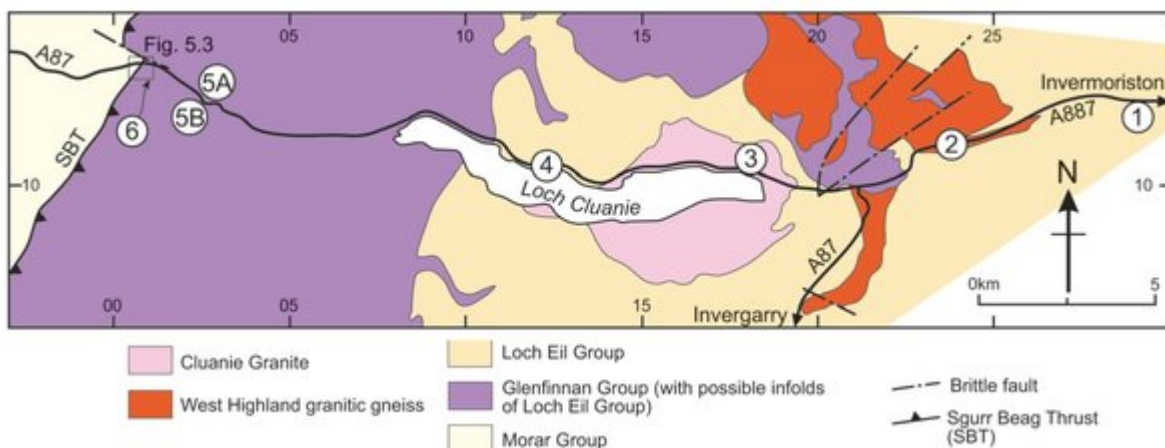 05
10
20
25
A87
Fig. 5.3
5A
5B
6
SBT
Invermoriston
A887
1
2
3
4
Loch Cluanie
10
10
N
A87
0km
5
00
05
15
20
25
Invergarry
Cluanie Granite
West Highland granitic gneiss
Morar Group
Loch Eil Group
Glenfinnan Group (with possible infolds
of Loch Eil Group)
Brittle fault
Sgurr Beag Thrust
(SBT)